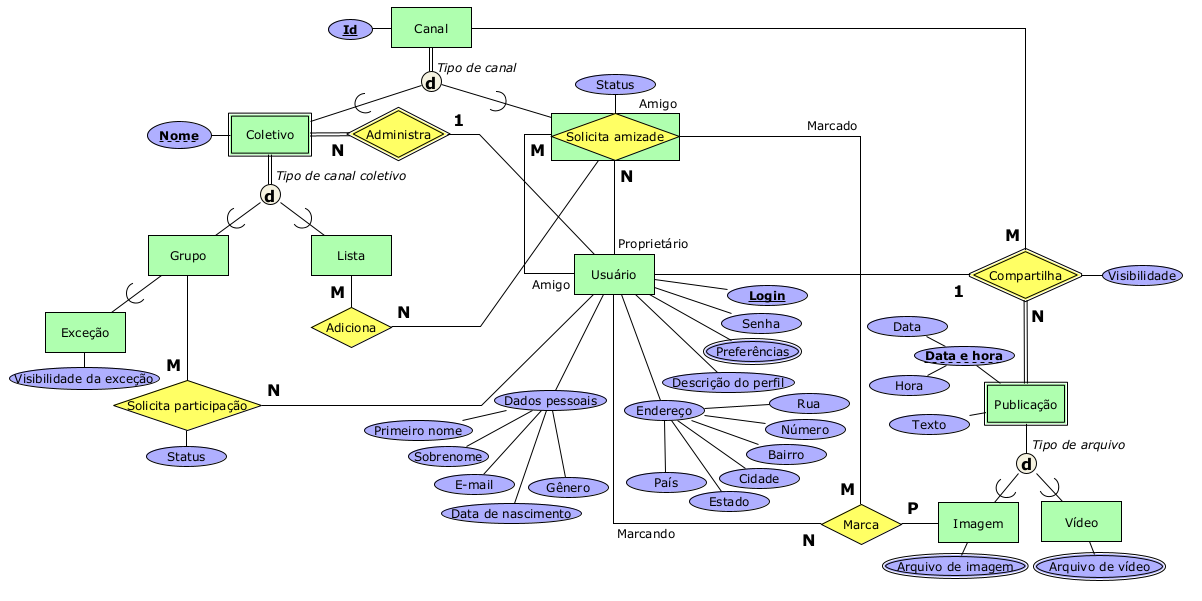 Id
Canal
Tipo de canal
d
Status
Amigo
Nome
Coletivo
N
Administra
1
M
Solicita amizade
N
Marcado
Tipo de canal coletivo
d
Grupo
Lista
Proprietário
Usuário
Amigo
M
Compartilha
Visibilidade
1
N
M
Adiciona
N
Login
Senha
Preferências
Descrição do perfil
Exceção
Visibilidade da exceção
Data
Data e hora
Hora
Publicação
Texto
M
Solicita participação
N
Status
Dados pessoais
Primeiro nome
Sobrenome
E-mail
Data de nascimento
Gênero
Endereço
Rua
Número
Bairro
Cidade
Estado
País
Tipo de arquivo
d
M
Marca
P
N
Marcando
Imagem
Vídeo
Arquivo de imagem
Arquivo de vídeo